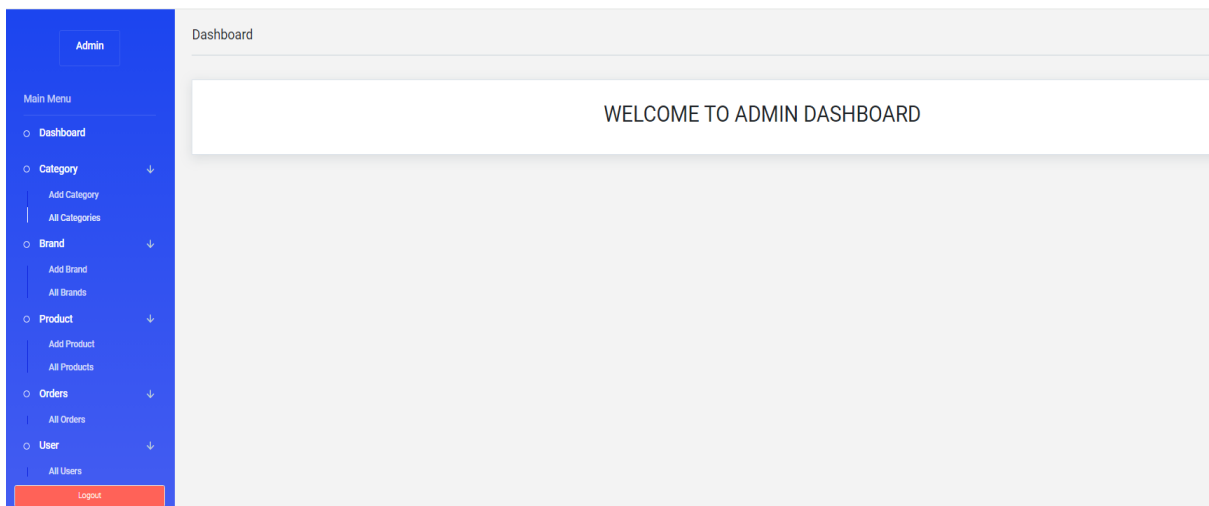 Admin
Main Menu
Dashboard
Category
Add Category
All Categories
Brand
Add Brand
All Brands
Product
Add Product
All Products
Orders
All Orders
User
All Users
Logout
Dashboard
WELCOME TO ADMIN DASHBOARD